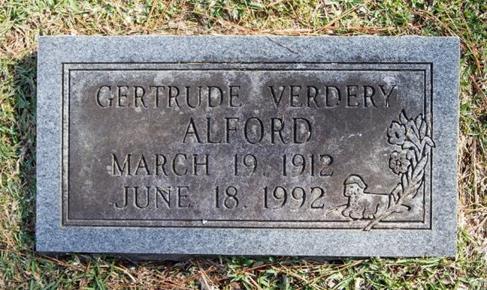 GERTRUDE VERDERY
ALFORD
MARCH 19. 1912
JUNE 18. 1992